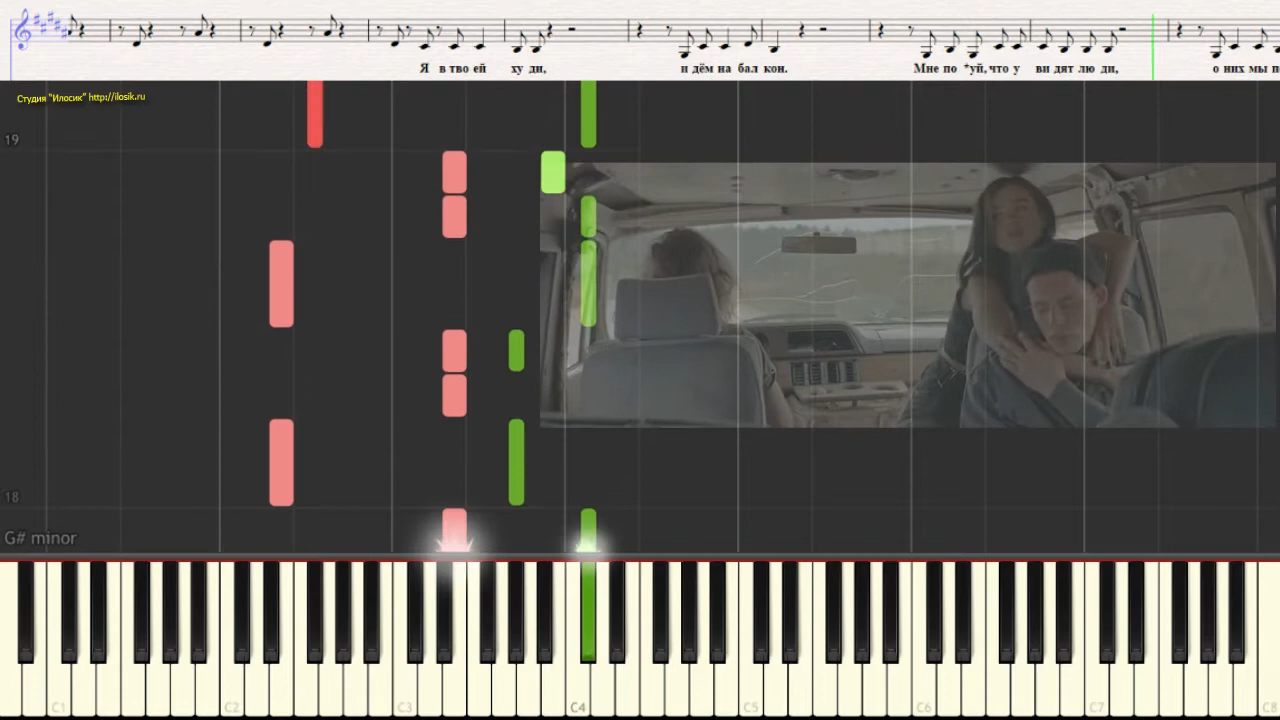 Я в тво ей ху ди, и дём на бал кон. Мне по *уй, что у ви дят лю ди, о них мы п
Студия "Илосик" http://ilosik.ru
19
18
G# minor
C1 C2 C3 C4 C5 C6 C7 C8